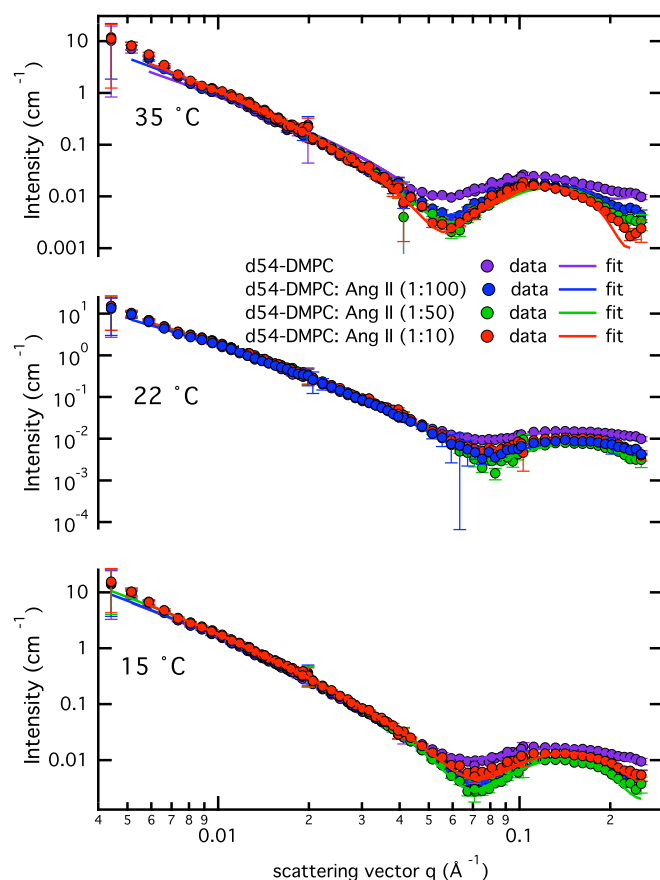 10
1
0.1
0.01
0.001
Intensity (cm⁻¹)
35 ˚C
d54-DMPC data fit
d54-DMPC: Ang II (1:100) data fit
d54-DMPC: Ang II (1:50) data fit
d54-DMPC: Ang II (1:10) data fit
10¹
10⁰
10⁻¹
10⁻²
10⁻³
10⁻⁴
Intensity (cm⁻¹)
22 ˚C
10
1
0.1
0.01
Intensity (cm⁻¹)
15 ˚C
4 5 6 7 8 9 2 3 4 5 6 7 8 9 2
0.01 0.1
scattering vector q (Å⁻¹)